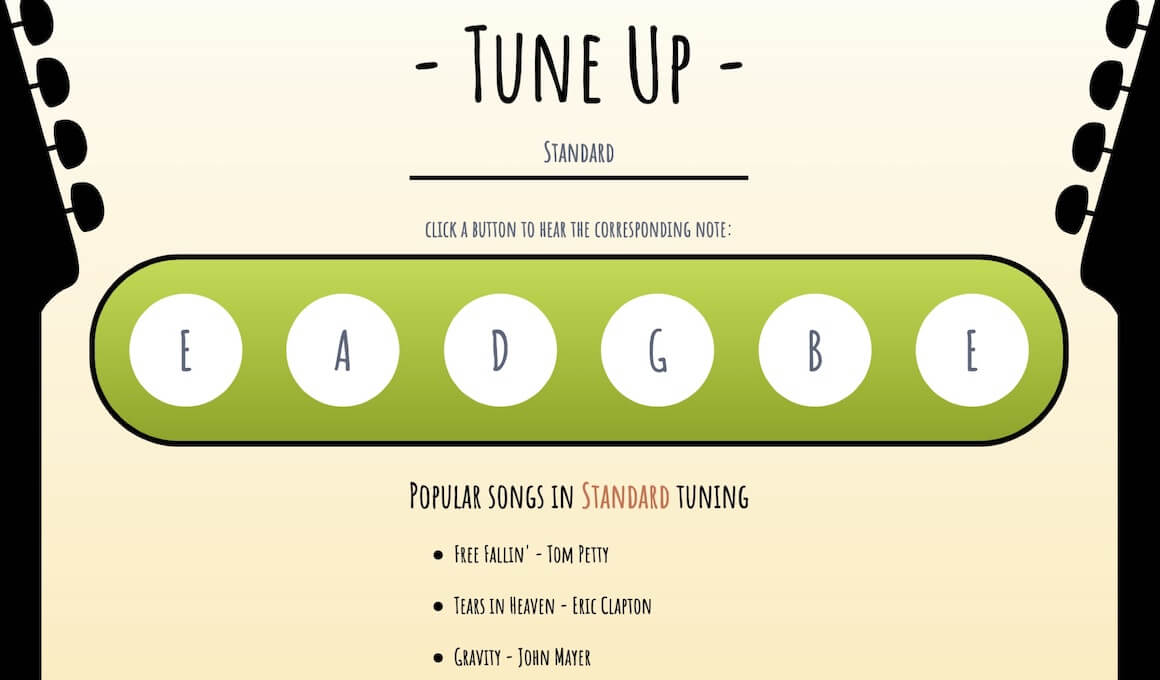 - Tune Up -
Standard
click a button to hear the corresponding note:
E A D G B E
Popular songs in Standard tuning
Free Fallin' - Tom Petty
Tears in Heaven - Eric Clapton
Gravity - John Mayer